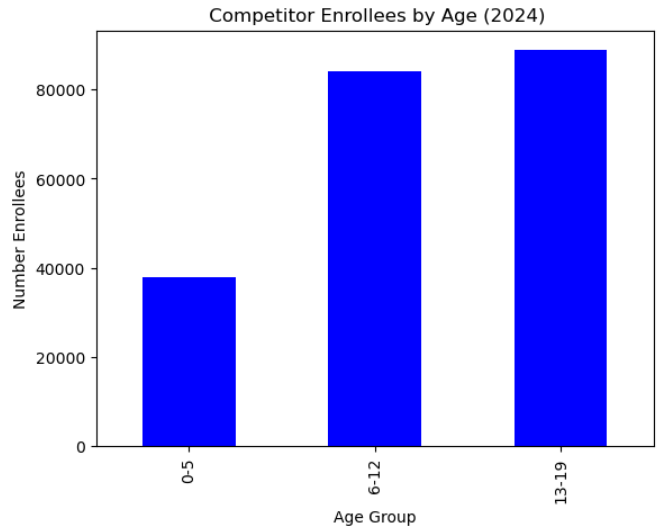 Competitor Enrollees by Age (2024)
Number Enrollees
80000
60000
40000
20000
0
0-5
6-12
13-19
Age Group